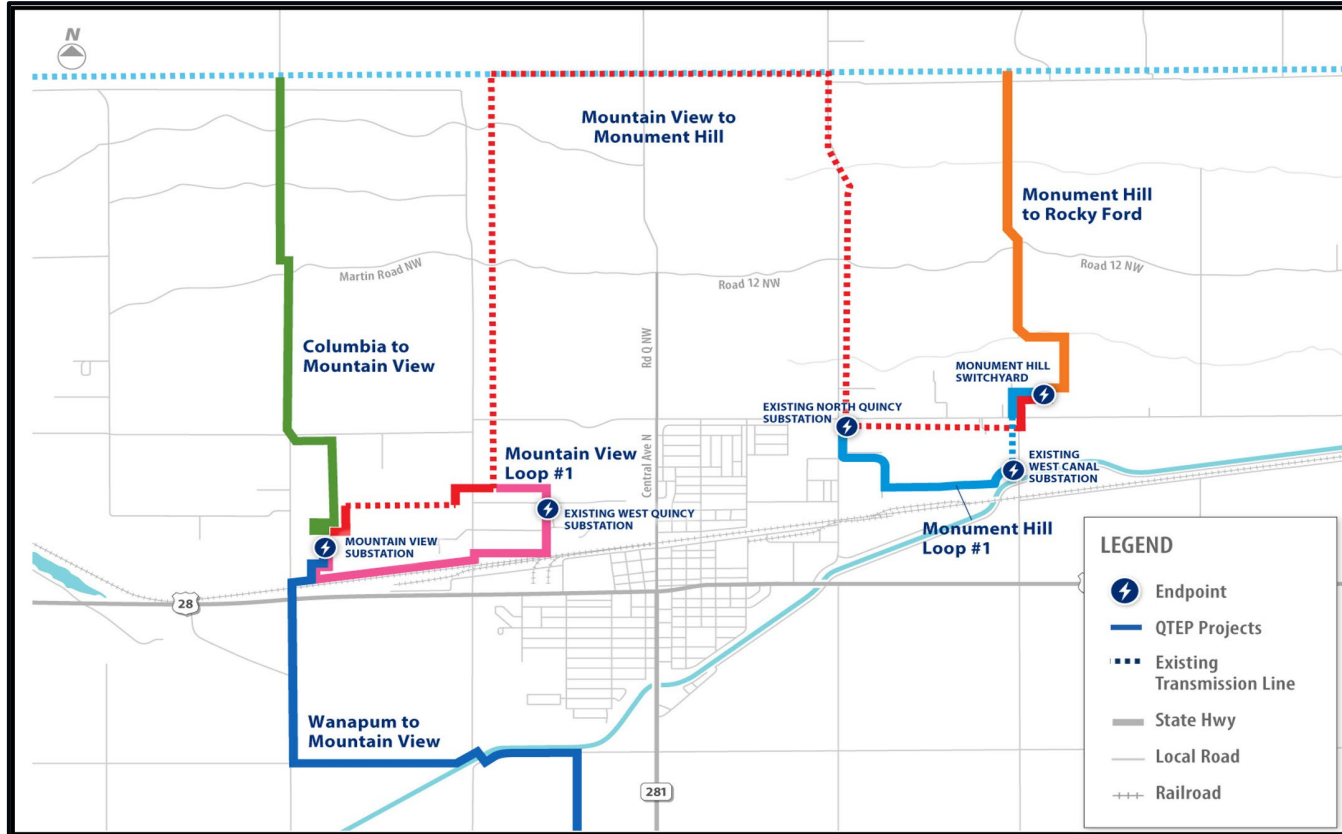 N
Mountain View to
Monument Hill
Monument Hill
to Rocky Ford
Martin Road NW
Road 12 NW
Road 12 NW
Columbia to
Mountain View
Rd Q NW
MONUMENT HILL
SWITCHYARD
EXISTING NORTH QUINCY
SUBSTATION
Mountain View
Loop #1
Central Ave N
EXISTING
WEST CANAL
SUBSTATION
EXISTING WEST QUINCY
SUBSTATION
MOUNTAIN VIEW
SUBSTATION
Monument Hill
Loop #1
28
Wanapum to
Mountain View
281
LEGEND
Endpoint
QTEP Projects
Existing
Transmission Line
State Hwy
Local Road
Railroad